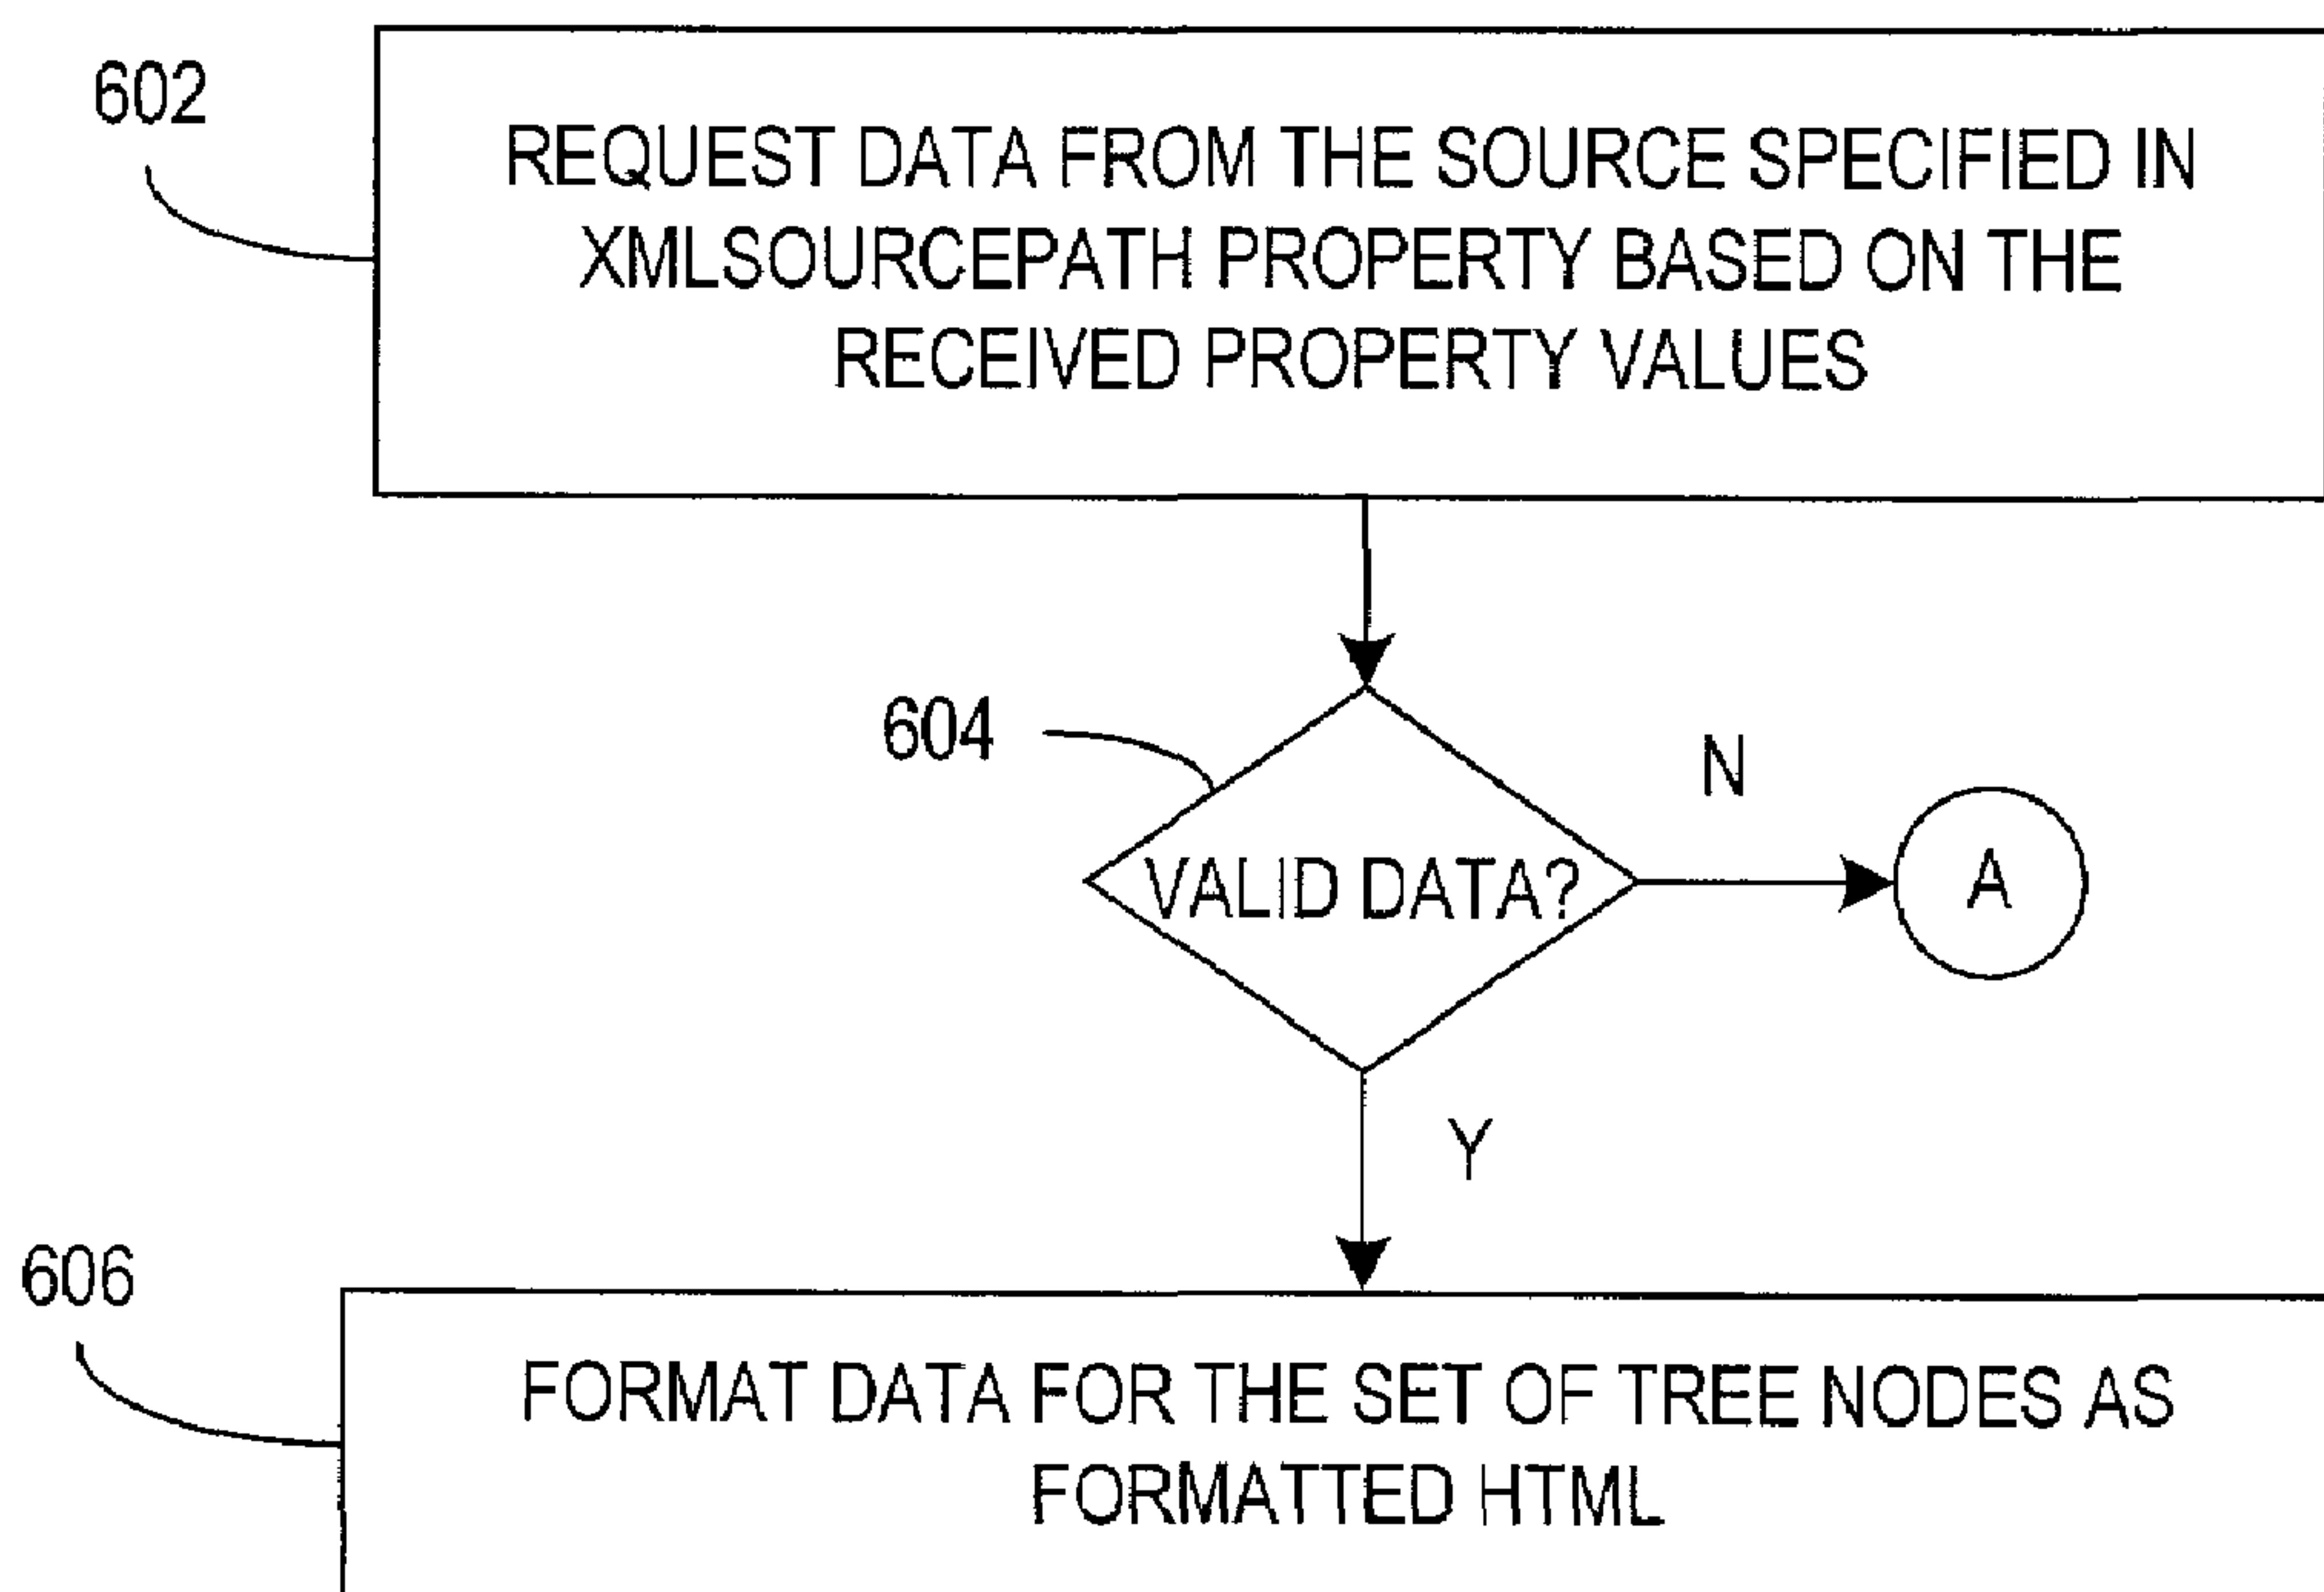 602
REQUEST DATA FROM THE SOURCE SPECIFIED IN
XMLSOURCEPATH PROPERTY BASED ON THE
RECEIVED PROPERTY VALUES
604
N
VALID DATA?
A
Y
606
FORMAT DATA FOR THE SET OF TREE NODES AS
FORMATTED HTML